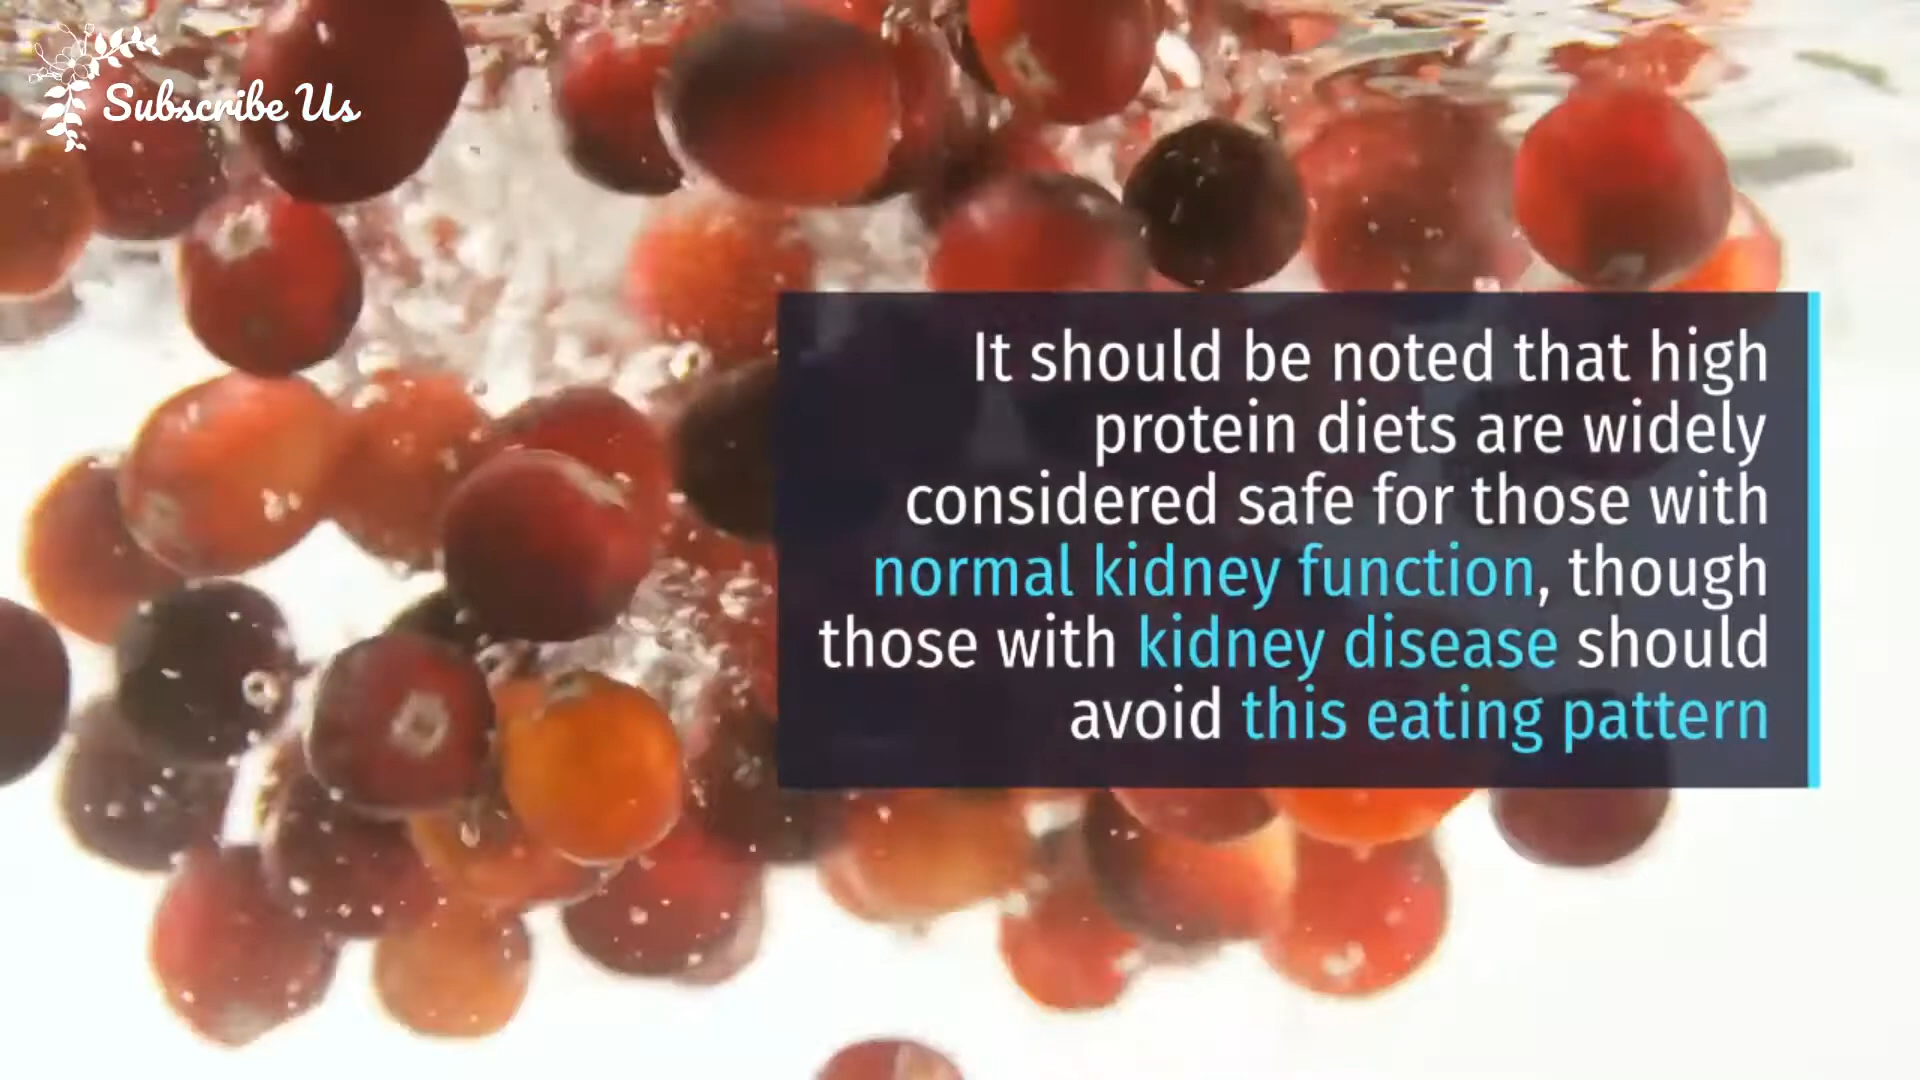 Subscribe Us
It should be noted that high
protein diets are widely
considered safe for those with
normal kidney function, though
those with kidney disease should
avoid this eating pattern